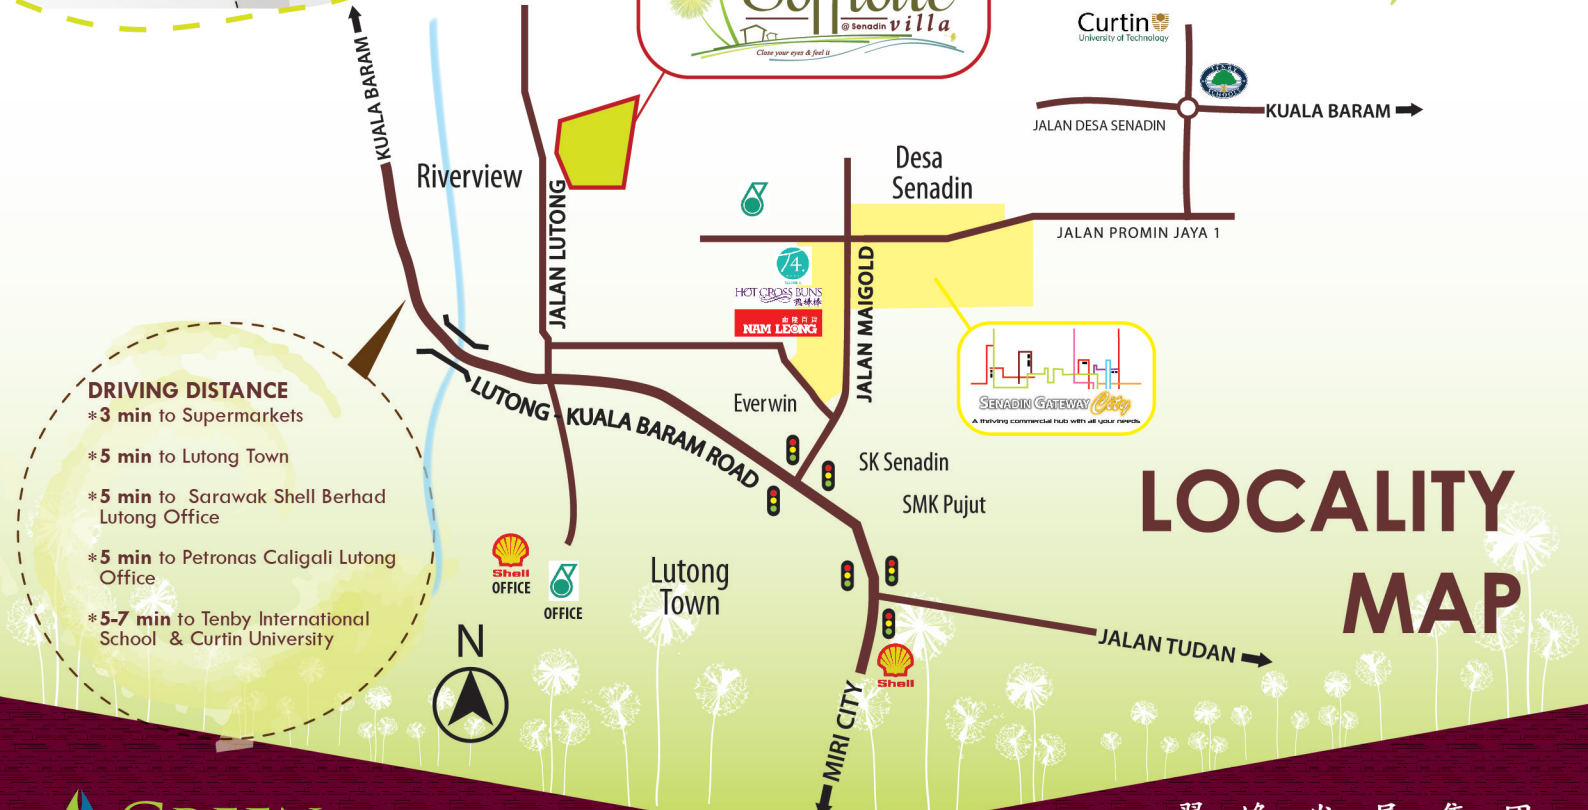 @ Senadin villa
Close your eyes & feel it
Curtin
University of Technology
TENBY
SCHOOLS
KUALA BARAM
KUALA BARAM
JALAN DESA SENADIN
Riverview
Desa
Senadin
JALAN LUTONG
JALAN PROMIN JAYA 1
T4.
HOT CROSS BUNS
NAM LEONG
JALAN MAIGOLD
DRIVING DISTANCE
*3 min to Supermarkets
*5 min to Lutong Town
*5 min to Sarawak Shell Berhad
Lutong Office
*5 min to Petronas Caligali Lutong
Office
*5-7 min to Tenby International
School & Curtin University
LUTONG - KUALA BARAM ROAD
Everwin
SENADIN GATEWAY City
A thriving commercial hub with all your needs
SK Senadin
SMK Pujut
LOCALITY
MAP
Shell
OFFICE
OFFICE
Lutong
Town
N
JALAN TUDAN
Shell
MIRI CITY